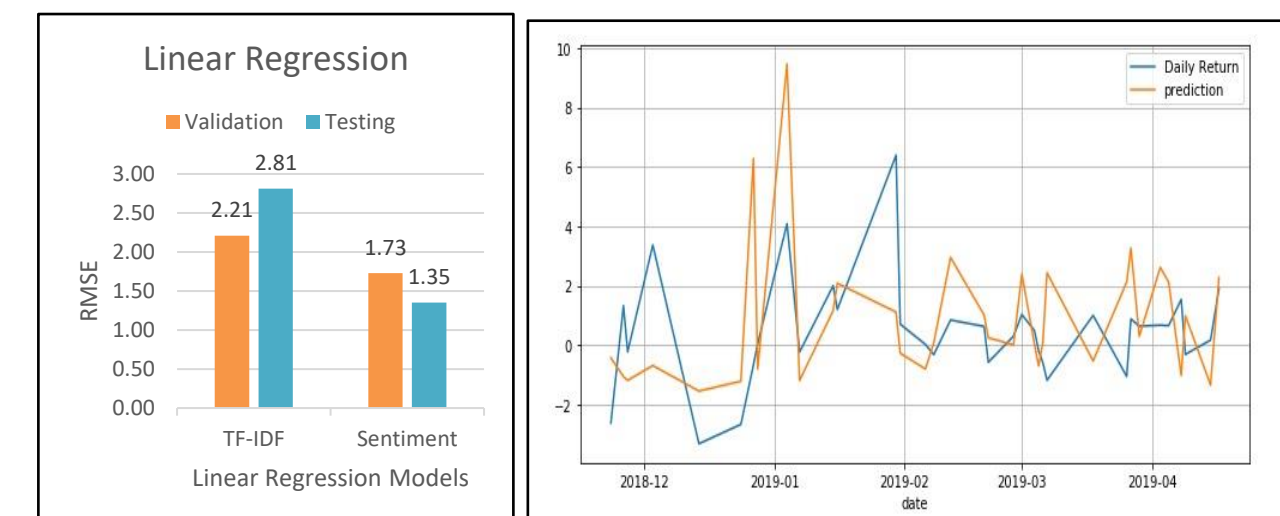 Linear Regression
Validation Testing
3.00
2.50
2.00
1.50
1.00
0.50
0.00
RMSE
2.21
2.81
1.73
1.35
TF-IDF Sentiment
Linear Regression Models
10
8
6
4
2
0
−2
Daily Return
prediction
2018-12 2019-01 2019-02 2019-03 2019-04
date